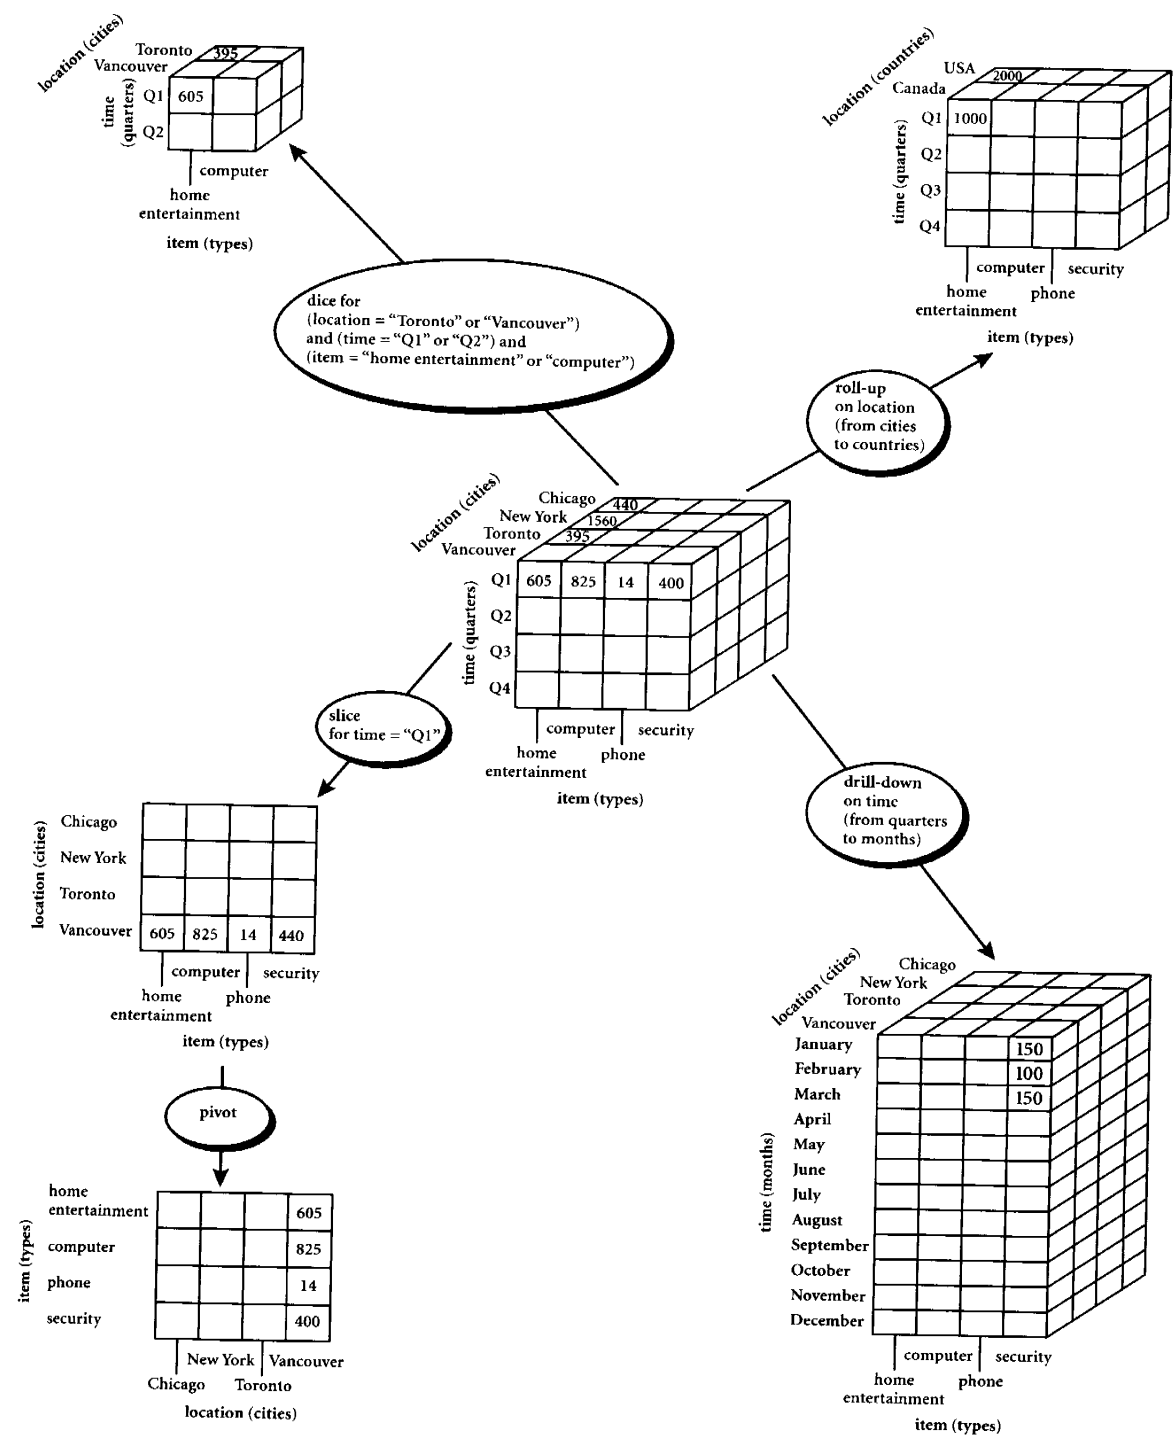 location (cities)
Toronto
Vancouver
395
time
(quarters)
Q1
605
Q2
computer
home
entertainment
item (types)
location (countries)
USA
Canada
2000
time (quarters)
Q1
1000
Q2
Q3
Q4
computer
security
home
entertainment
phone
item (types)
dice for
(location = “Toronto” or “Vancouver”)
and (time = “Q1” or “Q2”) and
(item = “home entertainment” or “computer”)
roll-up
on location
(from cities
to countries)
location (cities)
Chicago
New York
Toronto
Vancouver
440
1560
395
time (quarters)
Q1
605 825 14 400
Q2
Q3
Q4
computer
security
home
entertainment
phone
item (types)
slice
for time = “Q1”
drill-down
on time
(from quarters
to months)
location (cities)
Chicago
New York
Toronto
Vancouver
605 825 14 440
computer
security
home
entertainment
phone
item (types)
pivot
item (types)
home
entertainment
605
computer
825
phone
14
security
400
New York
Vancouver
Chicago
Toronto
location (cities)
location (cities)
Chicago
New York
Toronto
Vancouver
time (months)
January
150
February
100
March
150
April
May
June
July
August
September
October
November
December
computer
security
home
entertainment
phone
item (types)